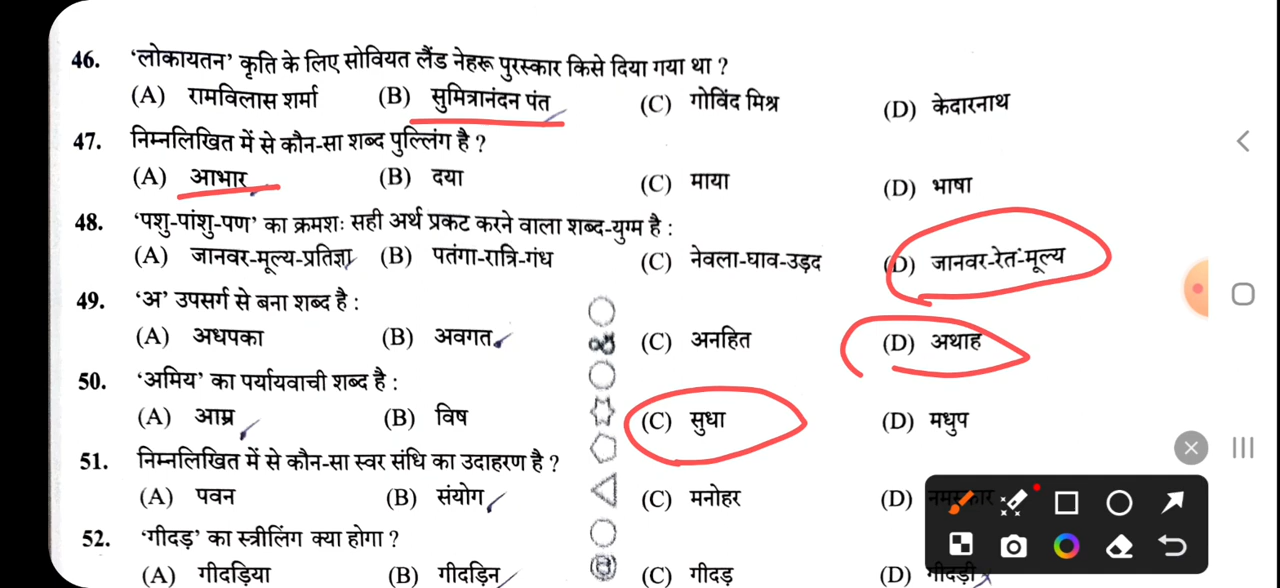 46. 'लोकायतन' कृति के लिए सोवियत लैंड नेहरू पुरस्कार किसे दिया गया था ?
(A) रामविलास शर्मा (B) सुमित्रानंदन पंत (C) गोविंद मिश्र (D) केदारनाथ
47. निम्नलिखित में से कौन-सा शब्द पुल्लिंग है ?
(A) आभार (B) दया (C) माया (D) भाषा
48. 'पशु-पांशु-पण' का क्रमशः सही अर्थ प्रकट करने वाला शब्द-युग्म है :
(A) जानवर-मूल्य-प्रतिज्ञा (B) पतंगा-रात्रि-गंध (C) नेवला-घाव-उड़द (D) जानवर-रेत-मूल्य
49. 'अ' उपसर्ग से बना शब्द है :
(A) अधपका (B) अवगत (C) अनहित (D) अथाह
50. 'अमिय' का पर्यायवाची शब्द है :
(A) आम्र (B) विष (C) सुधा (D) मधुप
51. निम्नलिखित में से कौन-सा स्वर संधि का उदाहरण है ?
(A) पवन (B) संयोग (C) मनोहर (D) नमस्कार
52. 'गीदड़' का स्त्रीलिंग क्या होगा ?
(A) गीदड़िया (B) गीदड़िन (C) गीदड़ (D) गीदड़ी